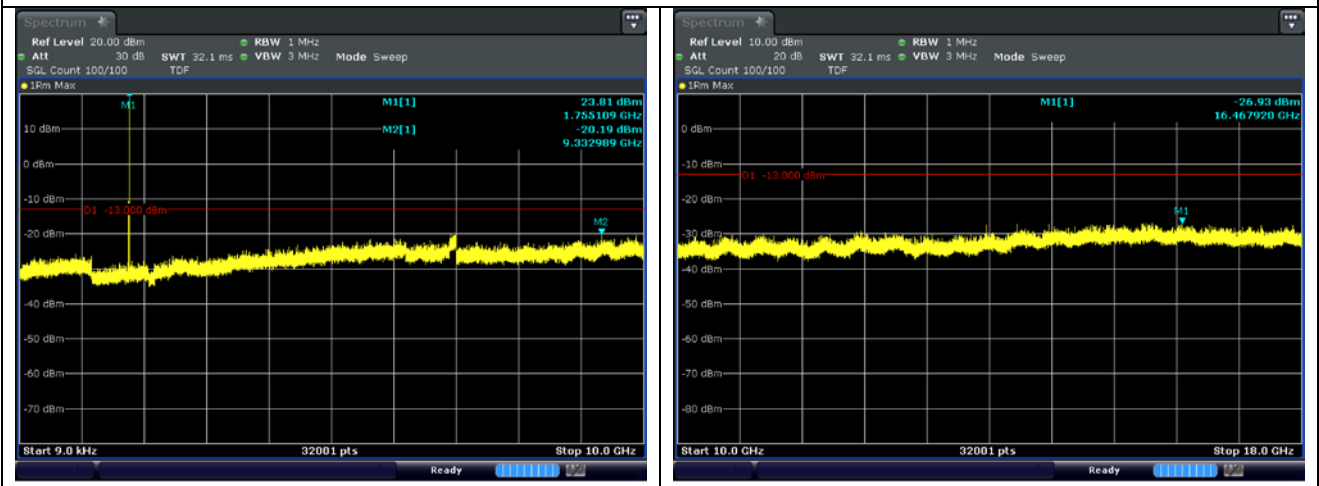 Spectrum
Ref Level 20.00 dBm RBW 1 MHz
Att 30 dB SWT 32.1 ms VBW 3 MHz Mode Sweep
SGL Count 100/100 TDF
1Rm Max
M1[1] 23.81 dBm
1.755109 GHz
M2[1] -20.19 dBm
9.332989 GHz
M1
10 dBm
0 dBm
-10 dBm
D1 -13.000 dBm
M2
-20 dBm
-30 dBm
-40 dBm
-50 dBm
-60 dBm
-70 dBm
Start 9.0 kHz 32001 pts Stop 10.0 GHz
Ready
Spectrum
Ref Level 10.00 dBm RBW 1 MHz
Att 20 dB SWT 32.1 ms VBW 3 MHz Mode Sweep
SGL Count 100/100 TDF
1Rm Max
M1[1] -26.93 dBm
16.467920 GHz
0 dBm
-10 dBm
D1 -13.000 dBm
-20 dBm
M1
-30 dBm
-40 dBm
-50 dBm
-60 dBm
-70 dBm
-80 dBm
Start 10.0 GHz 32001 pts Stop 18.0 GHz
Ready